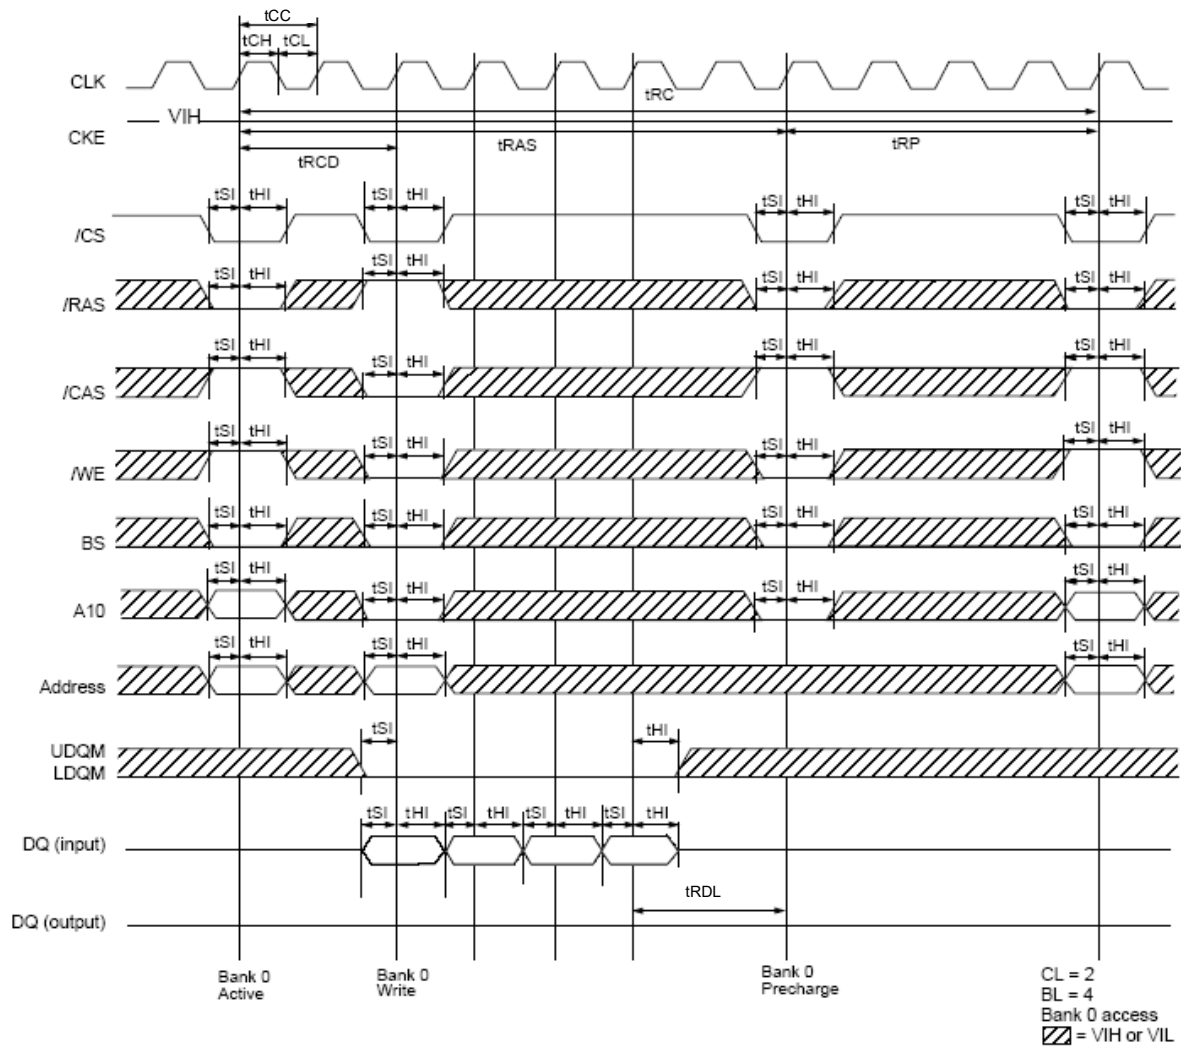 tCC
tCH tCL
CLK
tRC
VIH
CKE
tRCD tRAS tRP
tSI tHI tSI tHI tSI tHI tSI tHI
/CS
tSI tHI tSI tHI tSI tHI tSI tHI
/RAS
tSI tHI tSI tHI tSI tHI tSI tHI
/CAS
tSI tHI tSI tHI tSI tHI tSI tHI
/WE
tSI tHI tSI tHI tSI tHI tSI tHI
BS
tSI tHI tSI tHI tSI tHI tSI tHI
A10
tSI tHI tSI tHI tSI tHI
Address
tSI tHI
UDQM
LDQM
tSI tHI tSI tHI tSI tHI tSI tHI
DQ (input)
tRDL
DQ (output)
Bank 0
Active
Bank 0
Write
Bank 0
Precharge
CL = 2
BL = 4
Bank 0 access
= VIH or VIL